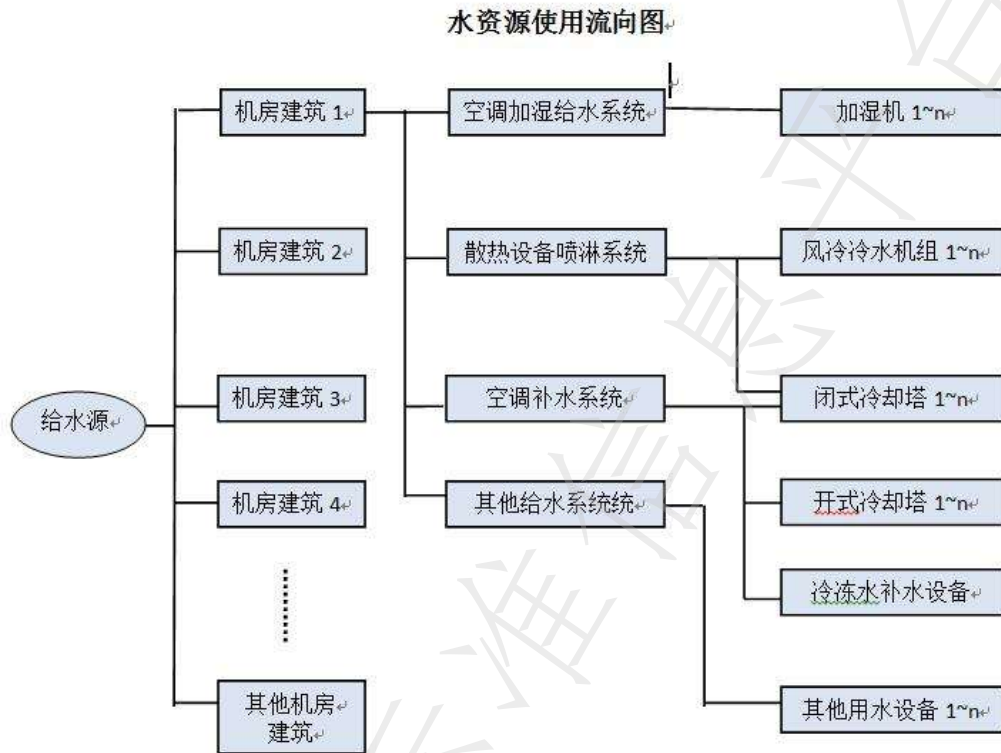 水资源使用流向图
机房建筑 1
空调加湿给水系统
加湿机 1~n
机房建筑 2
散热设备喷淋系统
风冷冷水机组 1~n
机房建筑 3
空调补水系统
闭式冷却塔 1~n
给水源
机房建筑 4
其他给水系统统
开式冷却塔 1~n
冷冻水补水设备
其他机房
建筑
其他用水设备 1~n